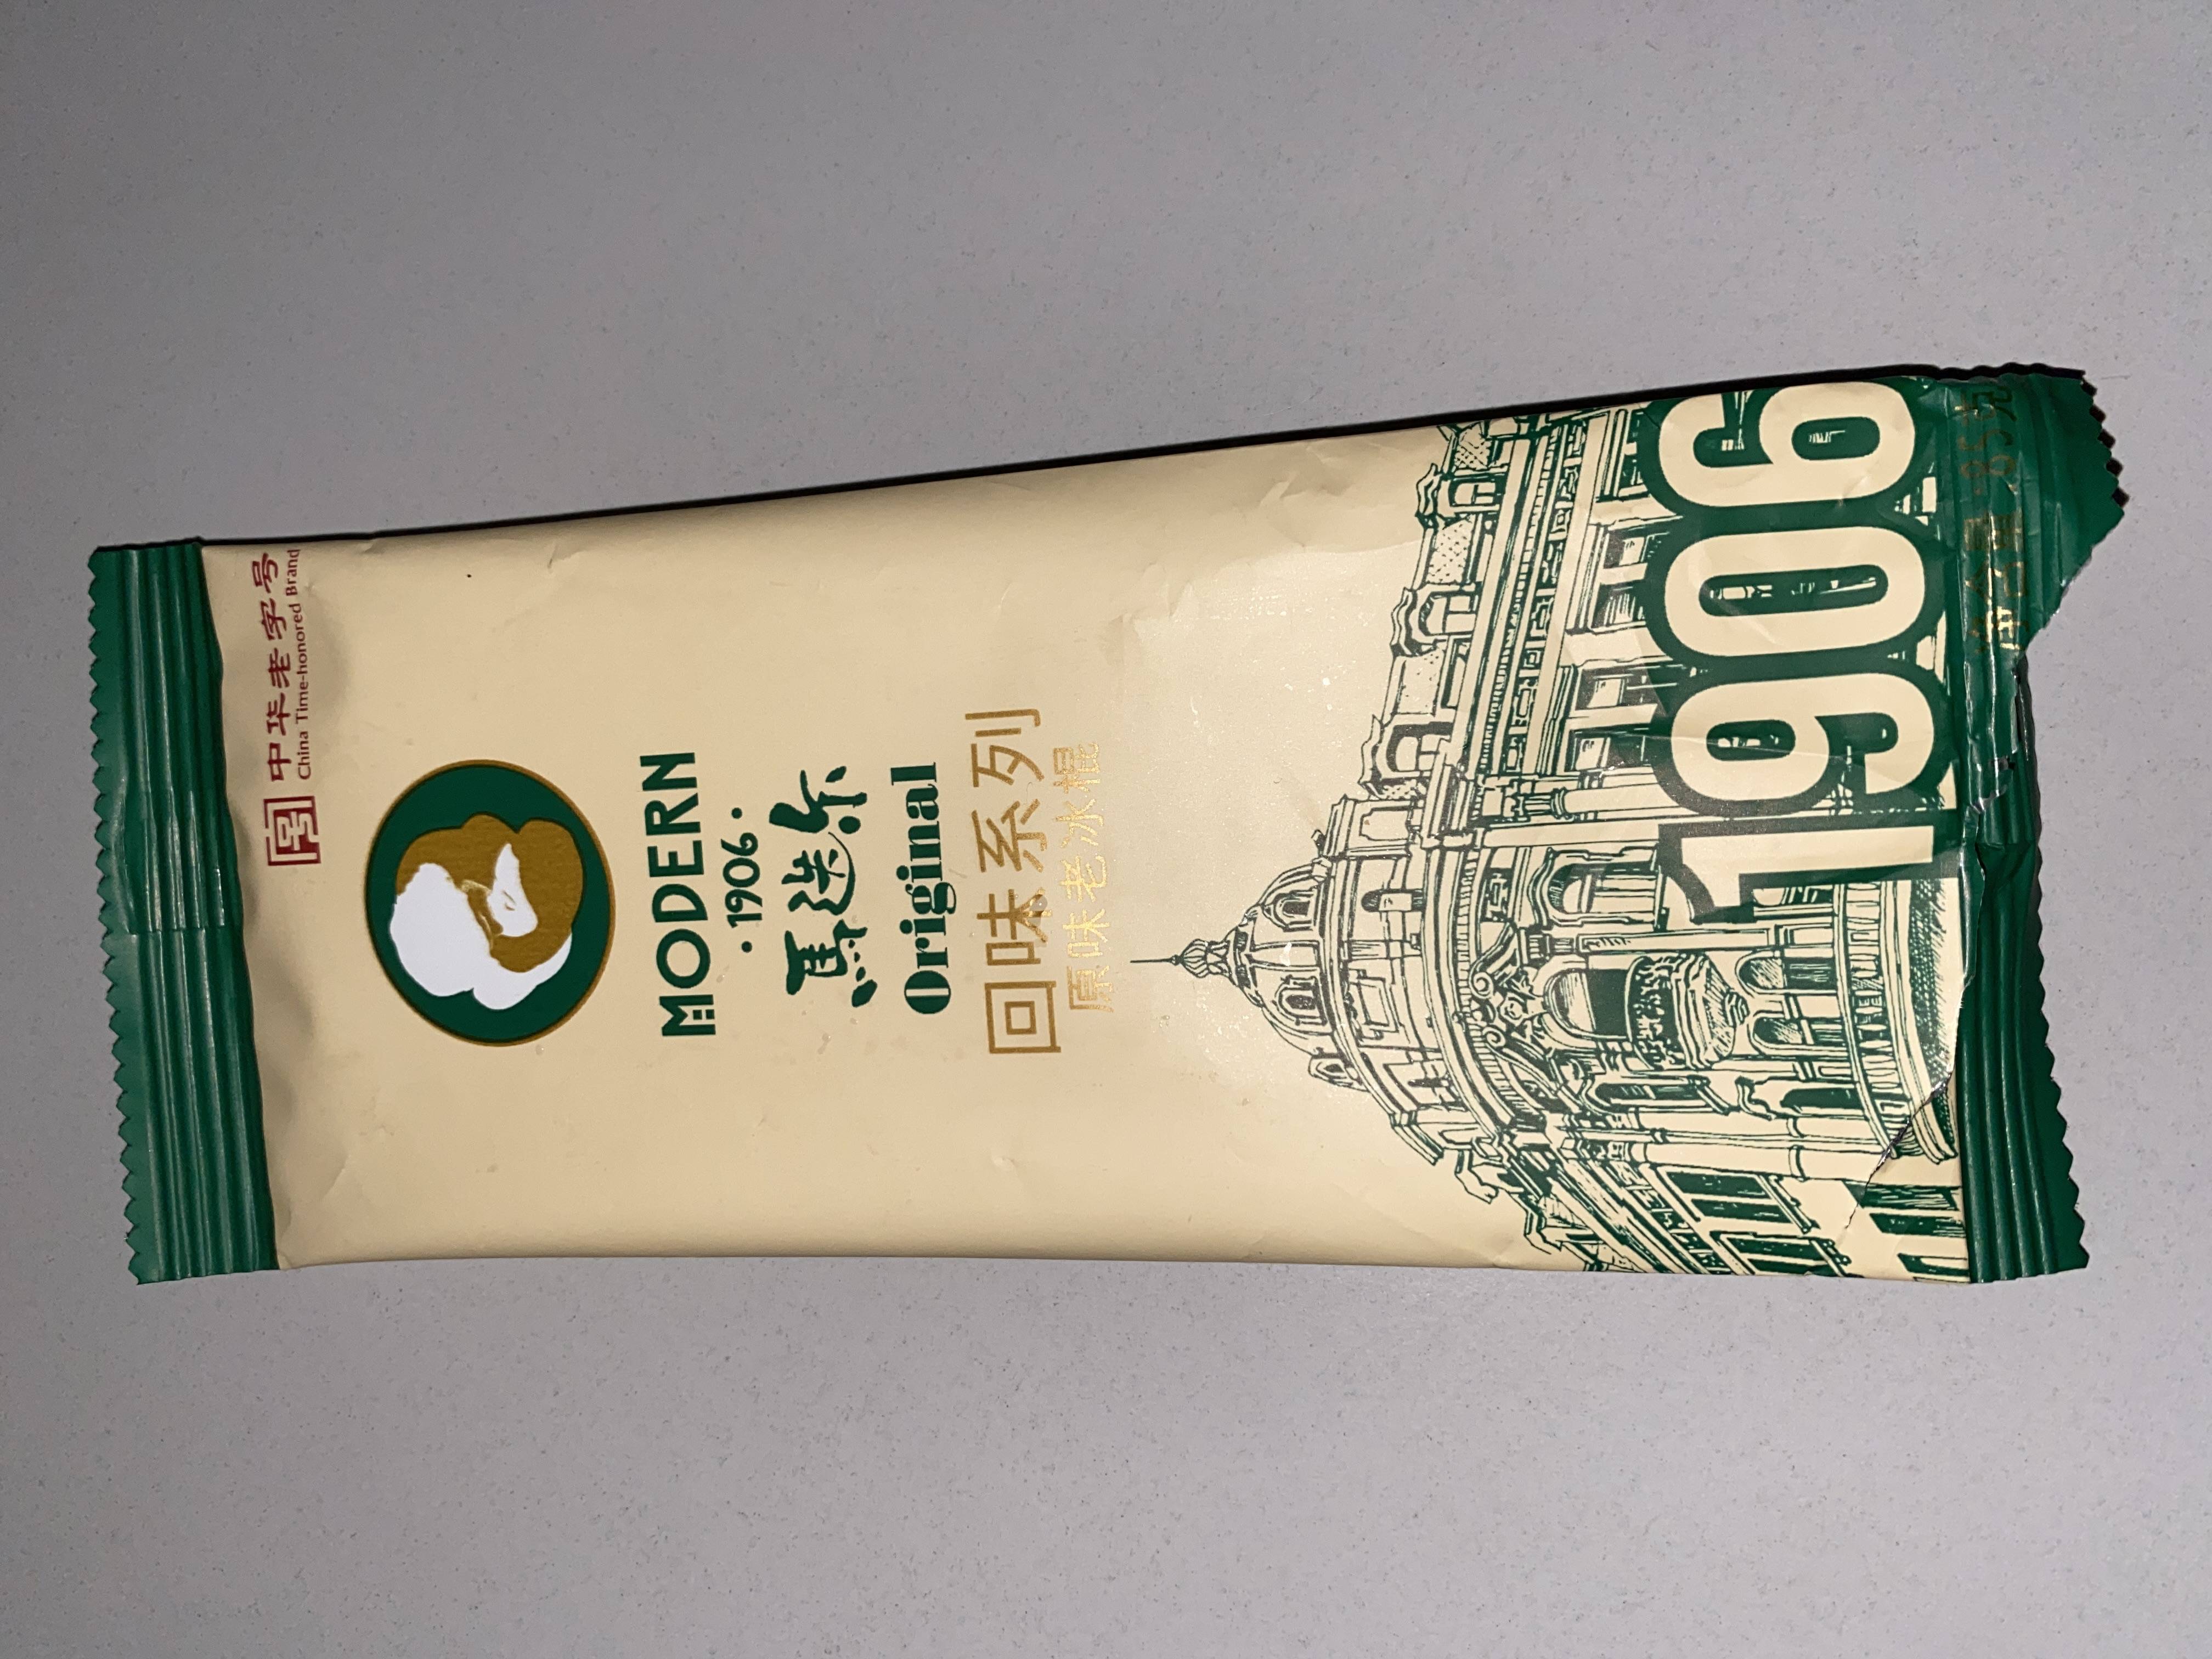 中华老字号
China Time-honored Brand
MODERN
·1906·
馬迭尔
Original
回味系列
原味老冰棍
1906
净含量:85克